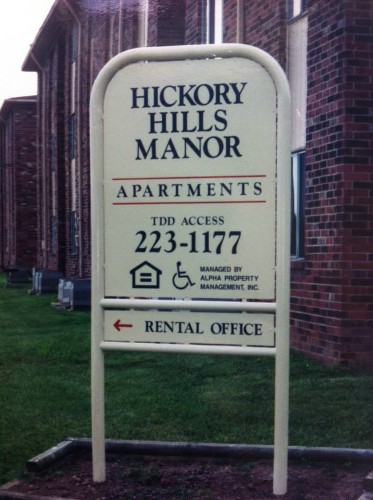 HICKORY
HILLS
MANOR
APARTMENTS
TDD ACCESS
223-1177
MANAGED BY
ALPHA PROPERTY
MANAGEMENT, INC.
← RENTAL OFFICE